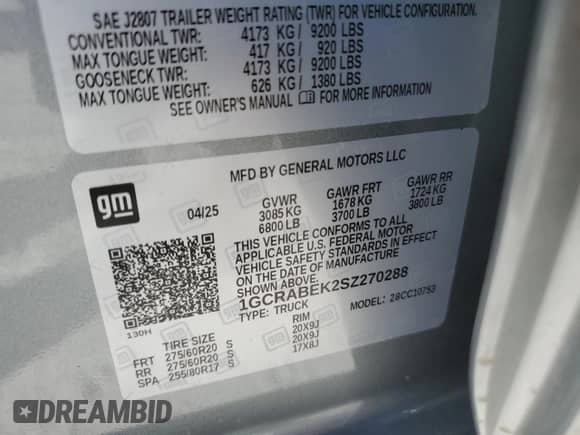 SAE J2807 TRAILER WEIGHT RATING (TWR) FOR VEHICLE CONFIGURATION.
CONVENTIONAL TWR: 4173 KG / 9200 LBS
MAX TONGUE WEIGHT: 417 KG / 920 LBS
GOOSENECK TWR: 4173 KG / 9200 LBS
MAX TONGUE WEIGHT: 626 KG / 1380 LBS
SEE OWNER'S MANUAL FOR MORE INFORMATION
MFD BY GENERAL MOTORS LLC
gm 04/25 GVWR GAWR FRT GAWR RR
3085 KG 1678 KG 1724 KG
6800 LB 3700 LB 3800 LB
THIS VEHICLE CONFORMS TO ALL
APPLICABLE U.S. FEDERAL MOTOR
VEHICLE SAFETY STANDARDS IN EFFECT
ON THE DATE OF MANUFACTURE SHOWN
ABOVE.
1GCRABEK2SZ270288
TYPE: TRUCK MODEL: 28CC10753
130H
TIRE SIZE RIM
FRT 275/60R20 S 20X9J
RR 275/60R20 S 20X9J
SPA 255/80R17 S 17X8J
DREAMBID